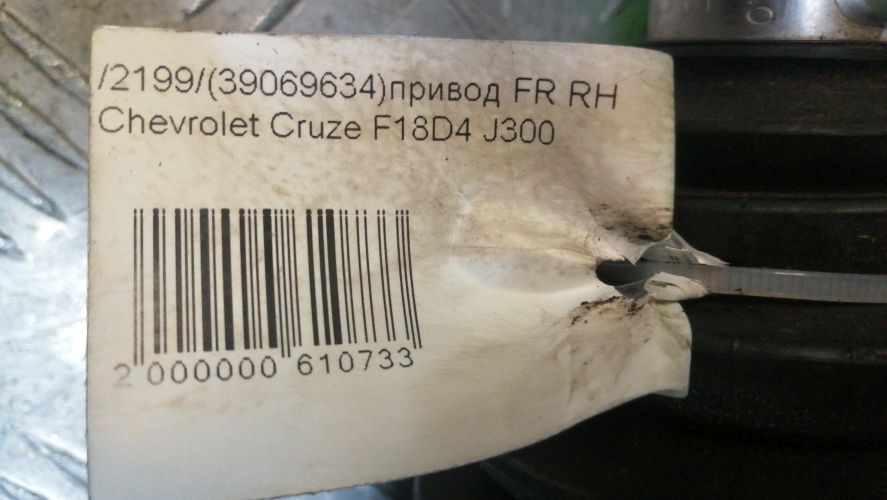 /2199/(39069634)привод FR RH
Chevrolet Cruze F18D4 J300
2 000000 610733